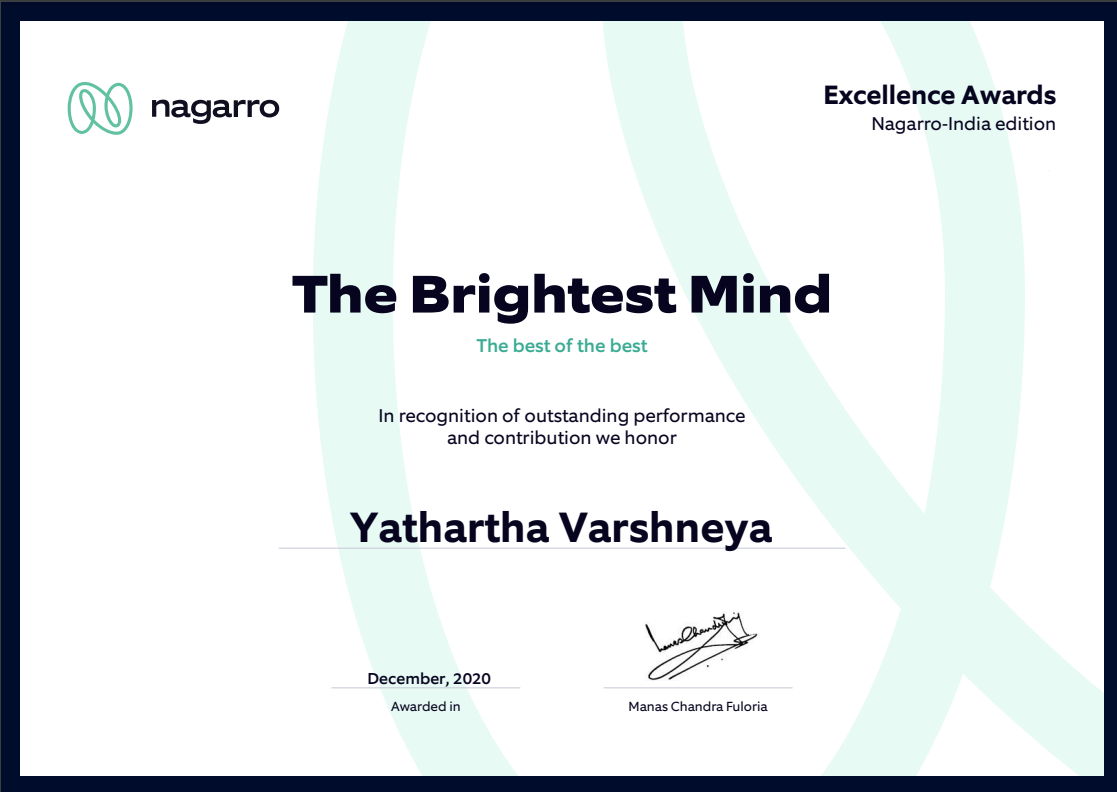 nagarro
Excellence Awards
Nagarro-India edition
The Brightest Mind
The best of the best
In recognition of outstanding performance
and contribution we honor
Yathartha Varshneya
December, 2020
Awarded in
Manas Chandra Fuloria